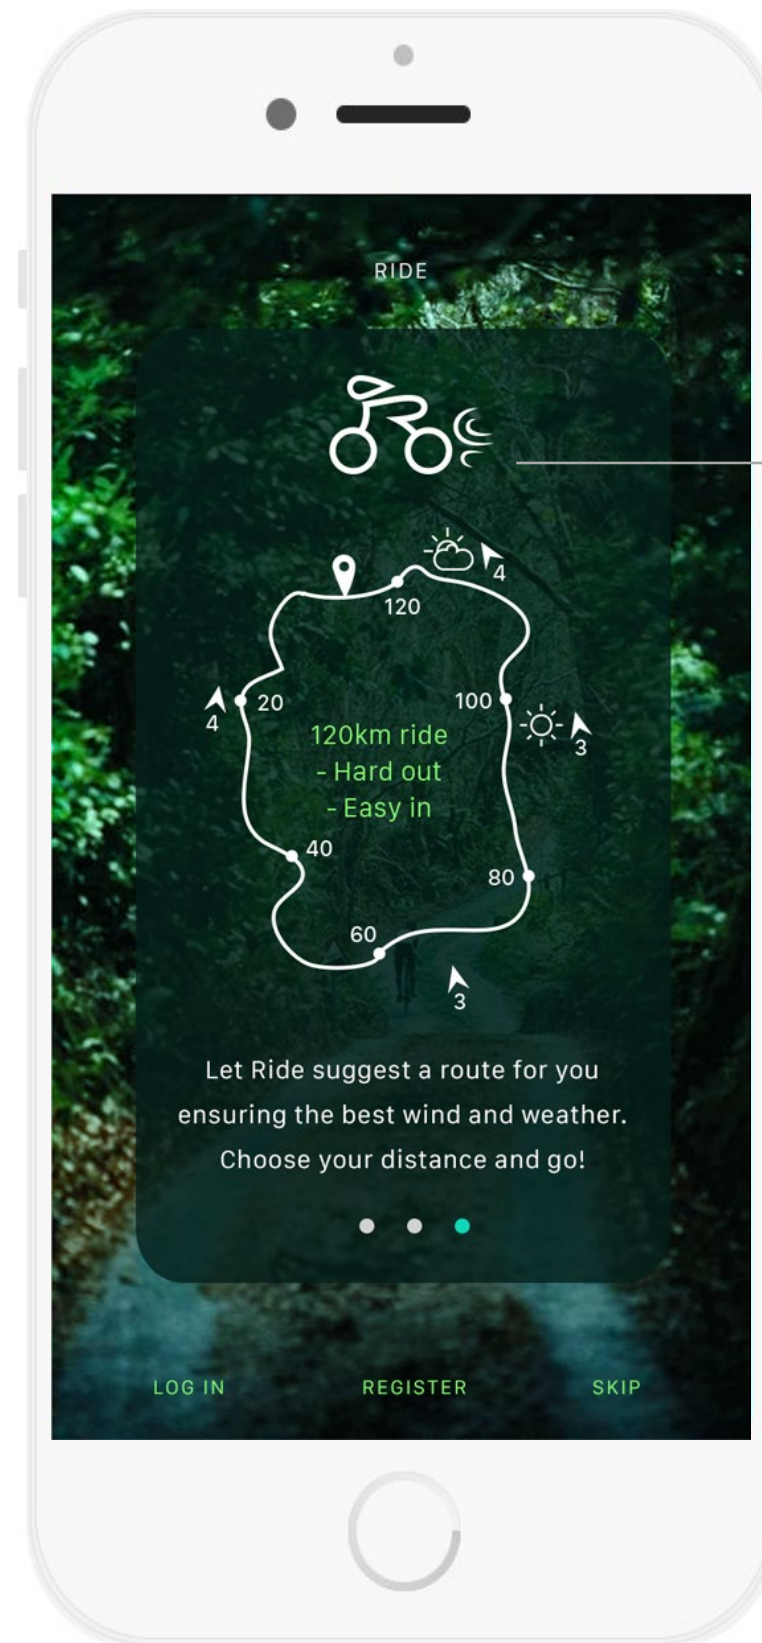 RIDE
4
120
20
4
100
3
120km ride
- Hard out
- Easy in
40
80
60
3
Let Ride suggest a route for you
ensuring the best wind and weather.
Choose your distance and go!
LOG IN
REGISTER
SKIP